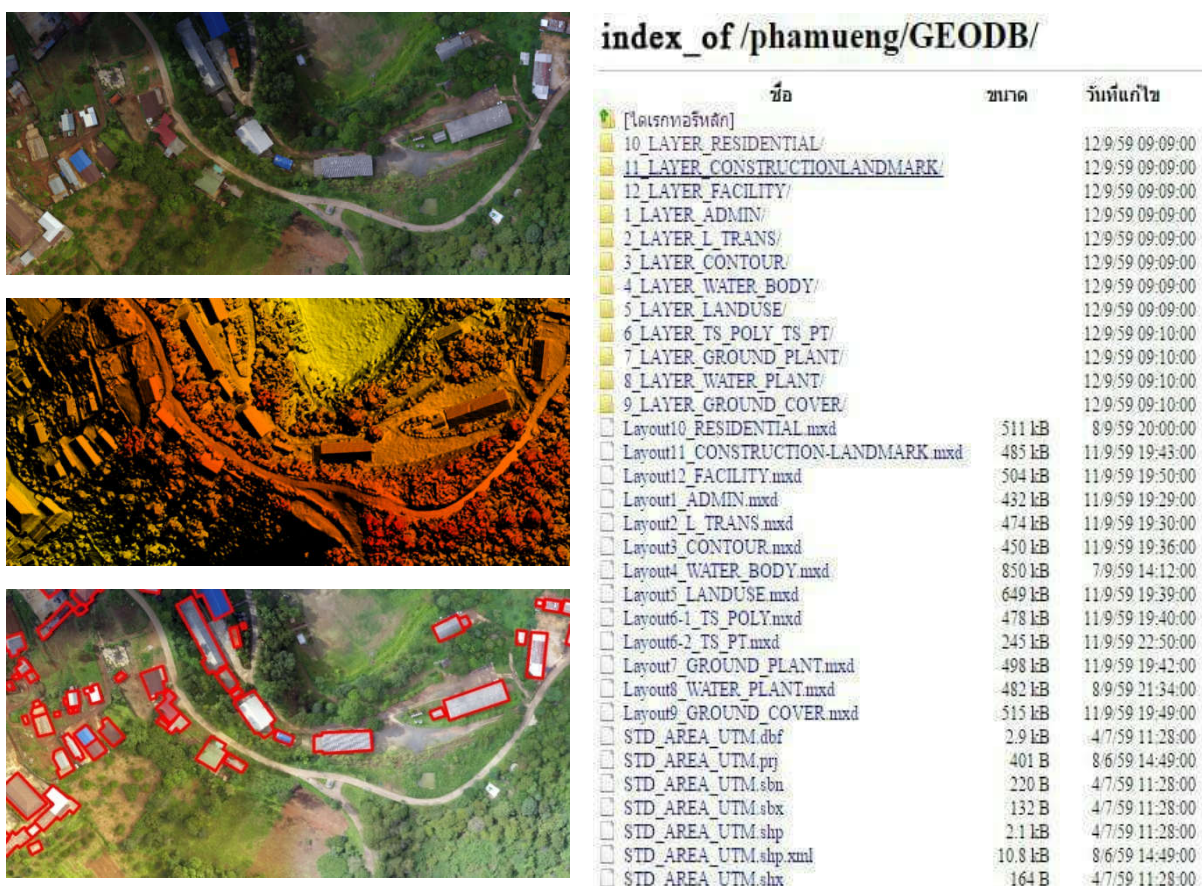 index_of /phamueng/GEODB/
ชื่อ ขนาด วันที่แก้ไข
[ไดเรกทอรีหลัก]
10_LAYER_RESIDENTIAL/ 12/9/59 09:09:00
11_LAYER_CONSTRUCTIONLANDMARK/ 12/9/59 09:09:00
12_LAYER_FACILITY/ 12/9/59 09:09:00
1_LAYER_ADMIN/ 12/9/59 09:09:00
2_LAYER_L_TRANS/ 12/9/59 09:09:00
3_LAYER_CONTOUR/ 12/9/59 09:09:00
4_LAYER_WATER_BODY/ 12/9/59 09:09:00
5_LAYER_LANDUSE/ 12/9/59 09:09:00
6_LAYER_TS_POLY_TS_PT/ 12/9/59 09:10:00
7_LAYER_GROUND_PLANT/ 12/9/59 09:10:00
8_LAYER_WATER_PLANT/ 12/9/59 09:10:00
9_LAYER_GROUND_COVER/ 12/9/59 09:10:00
Layout10_RESIDENTIAL.mxd 511 kB 8/9/59 20:00:00
Layout11_CONSTRUCTION-LANDMARK.mxd 485 kB 11/9/59 19:43:00
Layout12_FACILITY.mxd 504 kB 11/9/59 19:50:00
Layout1_ADMIN.mxd 432 kB 11/9/59 19:29:00
Layout2_L_TRANS.mxd 474 kB 11/9/59 19:30:00
Layout3_CONTOUR.mxd 450 kB 11/9/59 19:36:00
Layout4_WATER_BODY.mxd 850 kB 7/9/59 14:12:00
Layout5_LANDUSE.mxd 649 kB 11/9/59 19:39:00
Layout6-1_TS_POLY.mxd 478 kB 11/9/59 19:40:00
Layout6-2_TS_PT.mxd 245 kB 11/9/59 22:50:00
Layout7_GROUND_PLANT.mxd 498 kB 11/9/59 19:42:00
Layout8_WATER_PLANT.mxd 482 kB 8/9/59 21:34:00
Layout9_GROUND_COVER.mxd 515 kB 11/9/59 19:49:00
STD_AREA_UTM.dbf 2.9 kB 4/7/59 11:28:00
STD_AREA_UTM.prj 401 B 8/6/59 14:49:00
STD_AREA_UTM.sbn 220 B 4/7/59 11:28:00
STD_AREA_UTM.sbx 132 B 4/7/59 11:28:00
STD_AREA_UTM.shp 2.1 kB 4/7/59 11:28:00
STD_AREA_UTM.shp.xml 10.8 kB 8/6/59 14:49:00
STD_AREA_UTM.shx 164 B 4/7/59 11:28:00